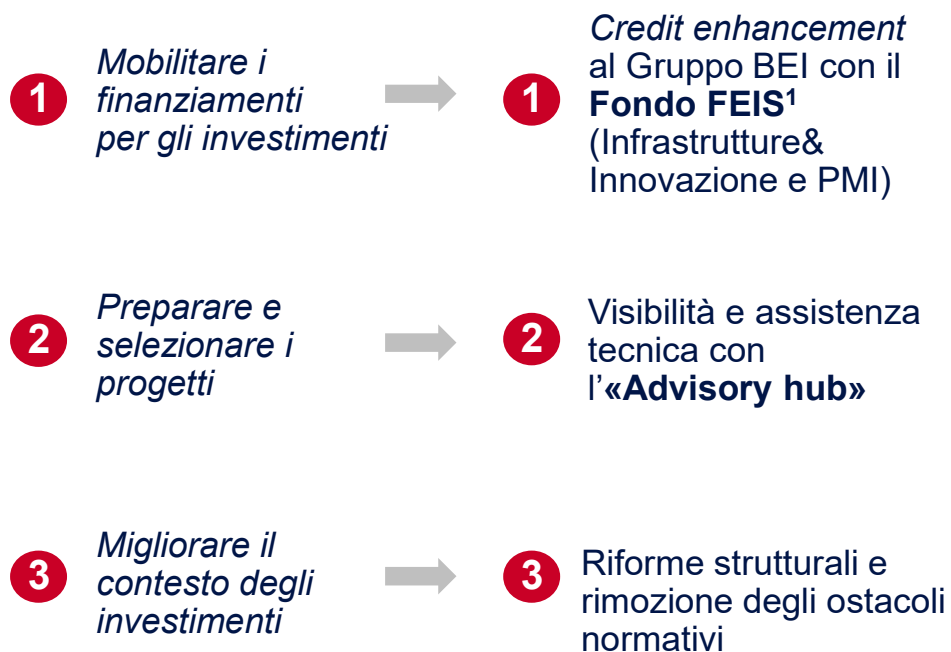 1
Mobilitare i
finanziamenti
per gli investimenti
1
Credit enhancement
al Gruppo BEI con il
Fondo FEIS¹
(Infrastrutture&
Innovazione e PMI)
2
Preparare e
selezionare i
progetti
2
Visibilità e assistenza
tecnica con
l'«Advisory hub»
3
Migliorare il
contesto degli
investimenti
3
Riforme strutturali e
rimozione degli ostacoli
normativi